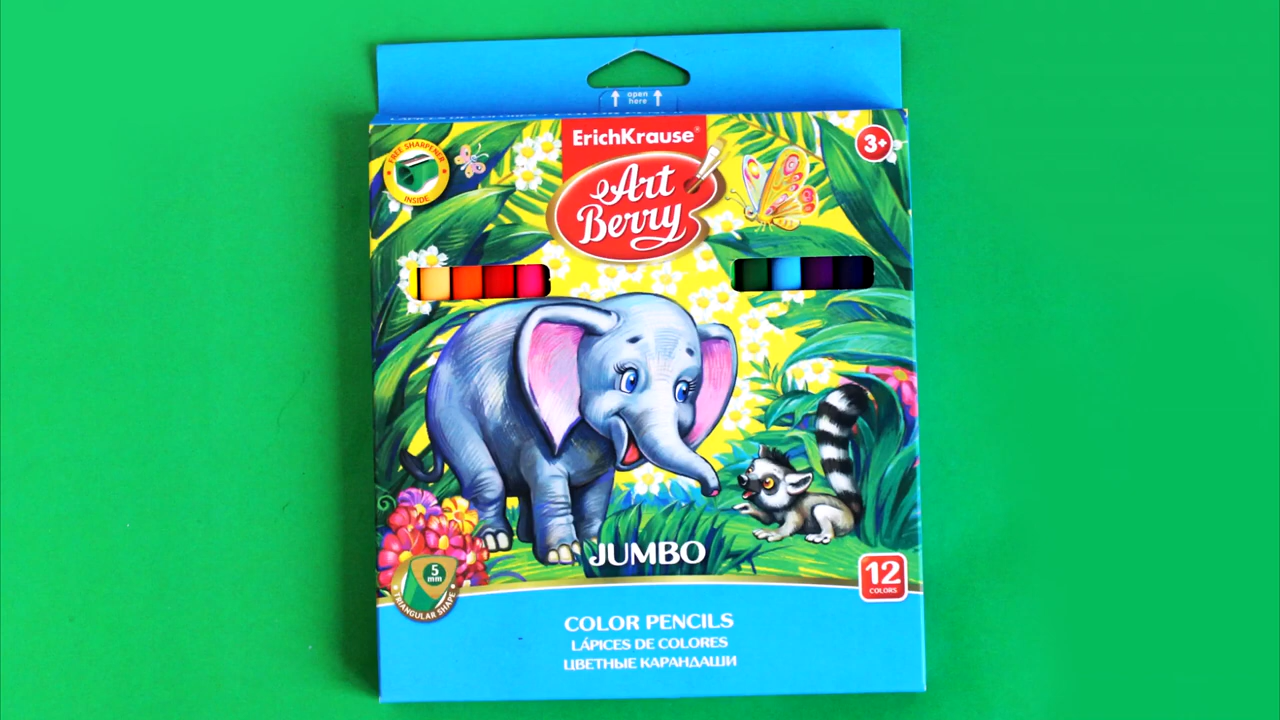 open
here
ErichKrause®
Art
Berry
3+
FREE SHARPENER
INSIDE
JUMBO
5
mm
TRIANGULAR SHAPE
12
COLORS
COLOR PENCILS
LÁPICES DE COLORES
ЦВЕТНЫЕ КАРАНДАШИ